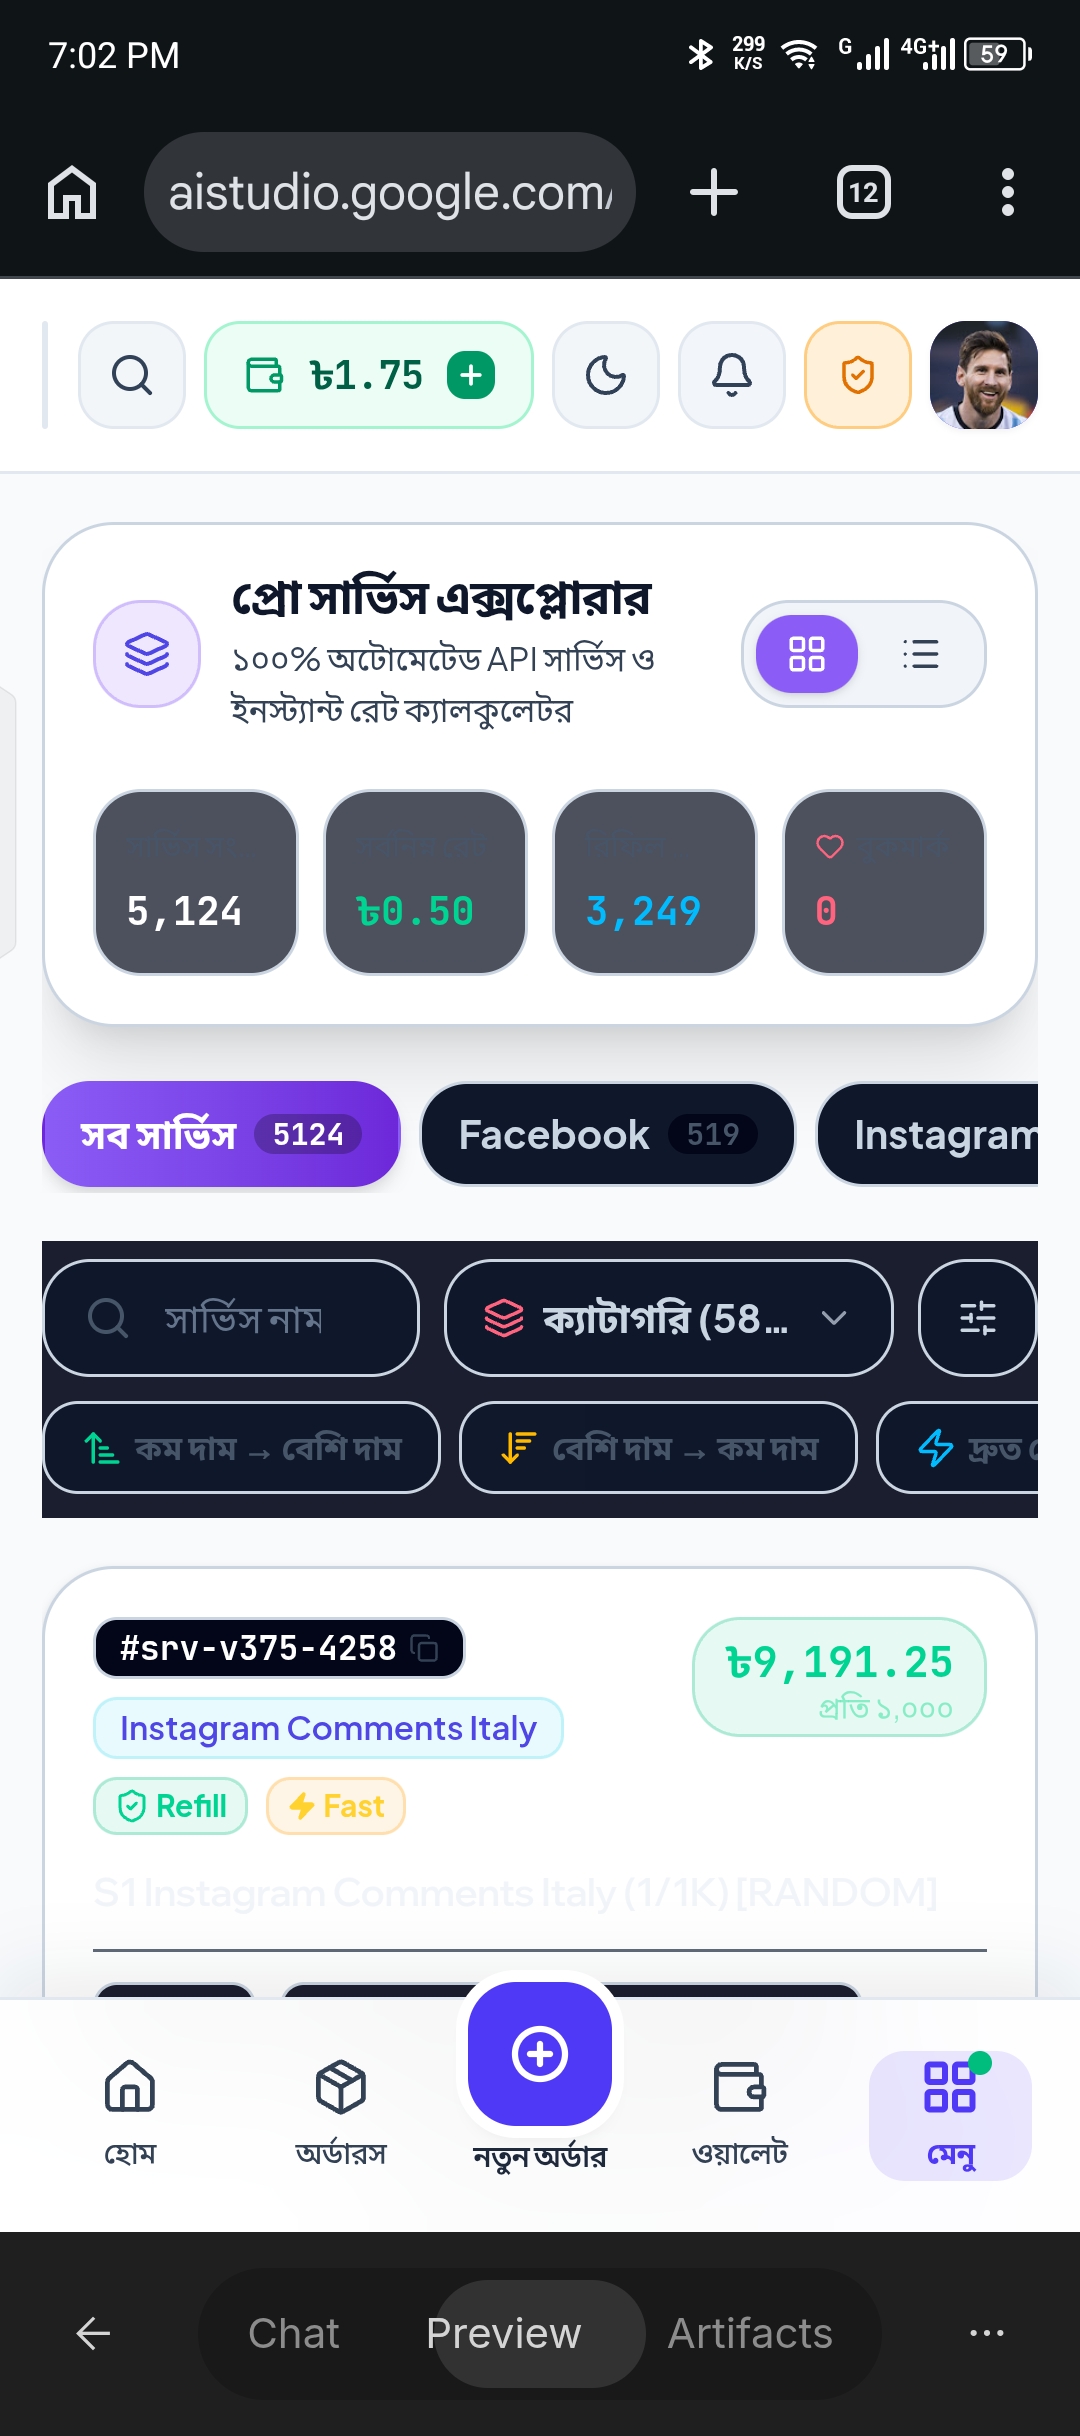 7:02 PM
299 K/S
G
4G+
59
aistudio.google.com/
12
৳1.75
প্রো সার্ভিস এক্সপ্লোরার
১০০% অটোমেটেড API সার্ভিস ও
ইনস্ট্যান্ট রেট ক্যালকুলেটর
5,124
৳0.50
3,249
0
সব সার্ভিস 5124
Facebook 519
Instagram
সার্ভিস নাম
ক্যাটাগরি (58...
কম দাম → বেশি দাম
বেশি দাম → কম দাম
দ্রুত
#srv-v375-4258
৳9,191.25
প্রতি ১,০০০
Instagram Comments Italy
Refill
Fast
S1 Instagram Comments Italy (1/1K) [RANDOM]
হোম
অর্ডারস
নতুন অর্ডার
ওয়ালেট
মেনু
Chat
Preview
Artifacts